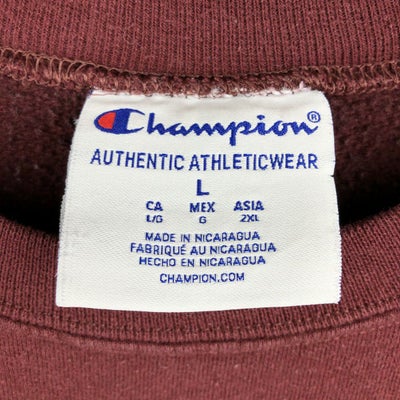 Champion®
AUTHENTIC ATHLETICWEAR
L
CA MEX ASIA
L/G G 2XL
MADE IN NICARAGUA
FABRIQUÉ AU NICARAGUA
HECHO EN NICARAGUA
CHAMPION.COM